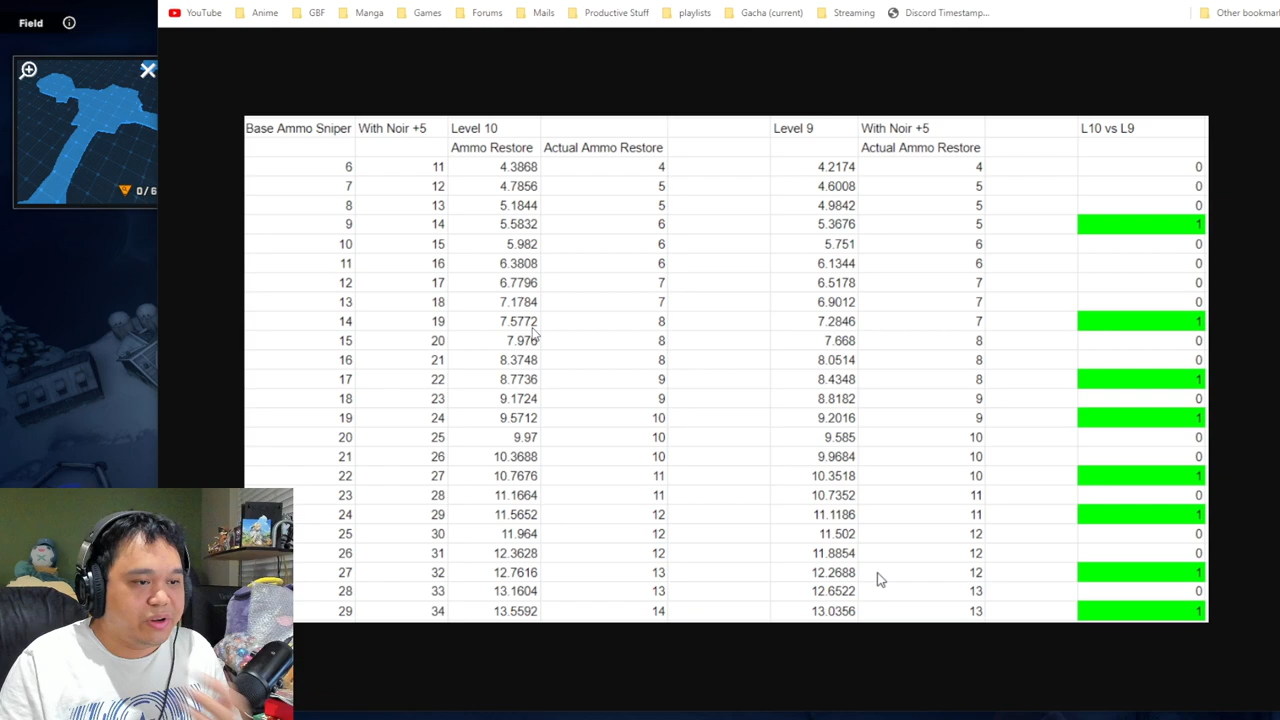 Field
YouTube Anime GBF Manga Games Forums Mails Productive Stuff playlists Gacha (current) Streaming Discord Timestamp... Other bookmar
0/6
Base Ammo Sniper With Noir +5 Level 10 Level 9 With Noir +5 L10 vs L9
Ammo Restore Actual Ammo Restore Actual Ammo Restore
6 11 4.3868 4 4.2174 4 0
7 12 4.7856 5 4.6008 5 0
8 13 5.1844 5 4.9842 5 0
9 14 5.5832 6 5.3676 5 1
10 15 5.982 6 5.751 6 0
11 16 6.3808 6 6.1344 6 0
12 17 6.7796 7 6.5178 7 0
13 18 7.1784 7 6.9012 7 0
14 19 7.5772 8 7.2846 7 1
15 20 7.976 8 7.668 8 0
16 21 8.3748 8 8.0514 8 0
17 22 8.7736 9 8.4348 8 1
18 23 9.1724 9 8.8182 9 0
19 24 9.5712 10 9.2016 9 1
20 25 9.97 10 9.585 10 0
21 26 10.3688 10 9.9684 10 0
22 27 10.7676 11 10.3518 10 1
23 28 11.1664 11 10.7352 11 0
24 29 11.5652 12 11.1186 11 1
25 30 11.964 12 11.502 12 0
26 31 12.3628 12 11.8854 12 0
27 32 12.7616 13 12.2688 12 1
28 33 13.1604 13 12.6522 13 0
29 34 13.5592 14 13.0356 13 1